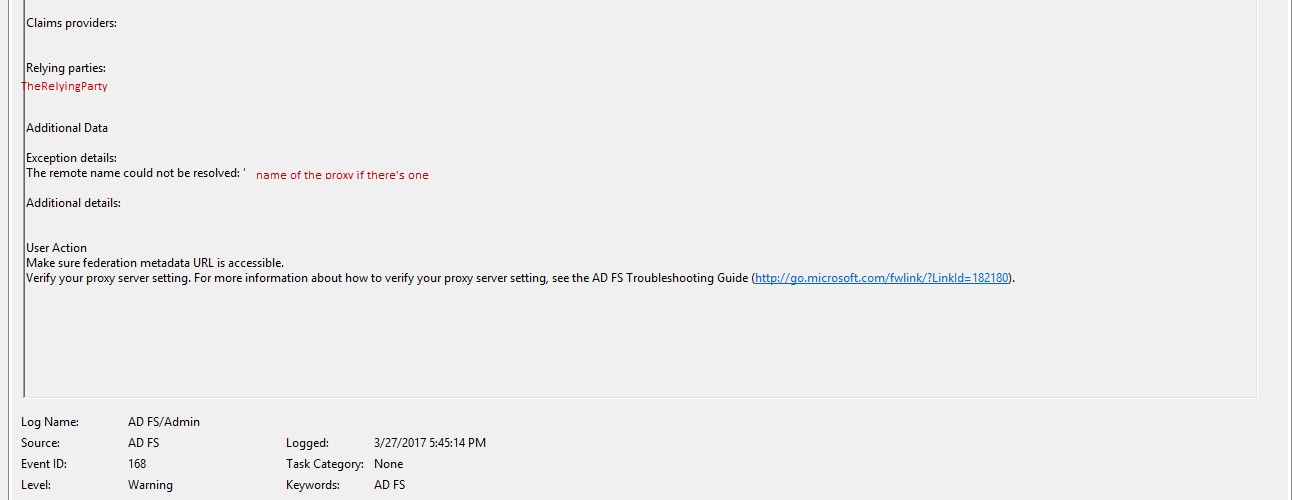 Claims providers:
Relying parties:
TheRelyingParty
Additional Data
Exception details:
The remote name could not be resolved: ' name of the proxy if there's one
Additional details:
User Action
Make sure federation metadata URL is accessible.
Verify your proxy server setting. For more information about how to verify your proxy server setting, see the AD FS Troubleshooting Guide (http://go.microsoft.com/fwlink/?LinkId=182180).
Log Name: AD FS/Admin
Source: AD FS Logged: 3/27/2017 5:45:14 PM
Event ID: 168 Task Category: None
Level: Warning Keywords: AD FS